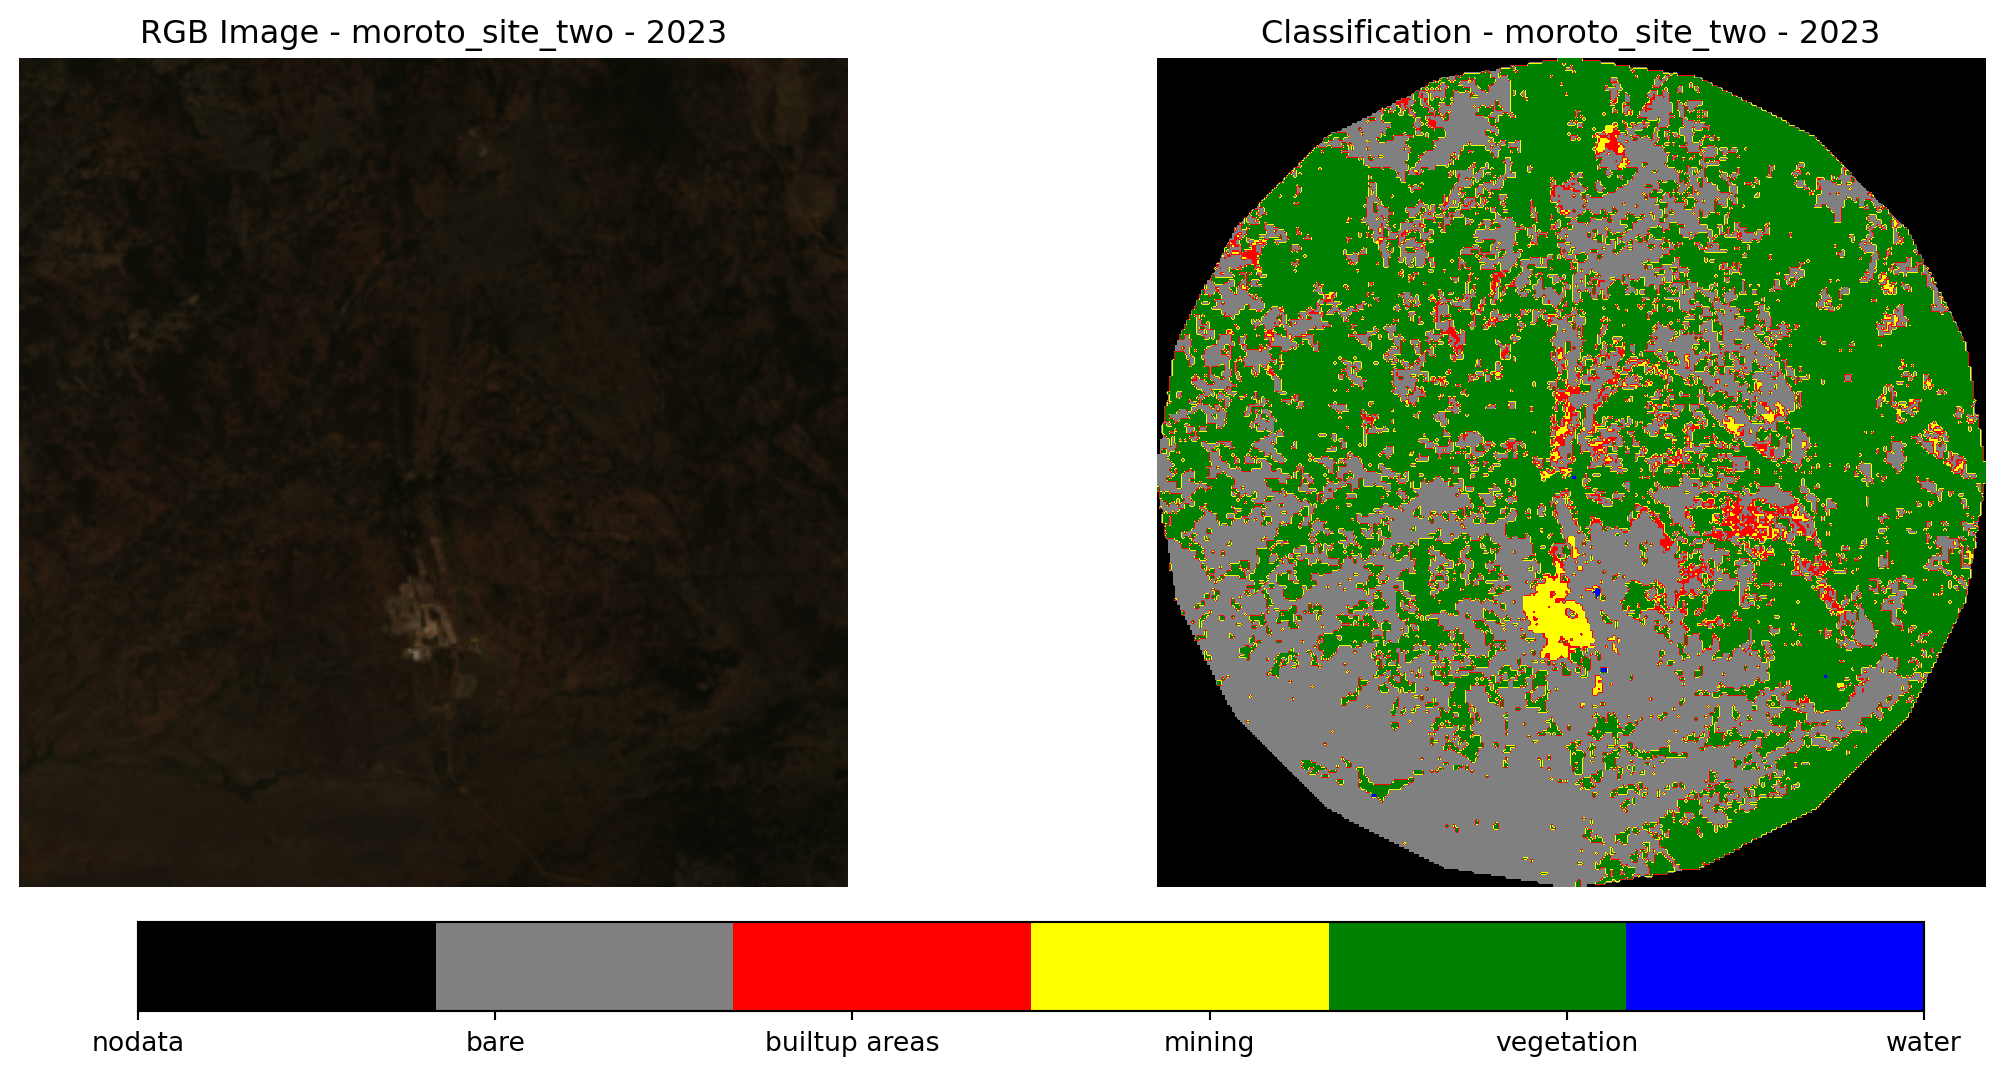 RGB Image - moroto_site_two - 2023
Classification - moroto_site_two - 2023
nodata bare builtup areas mining vegetation water